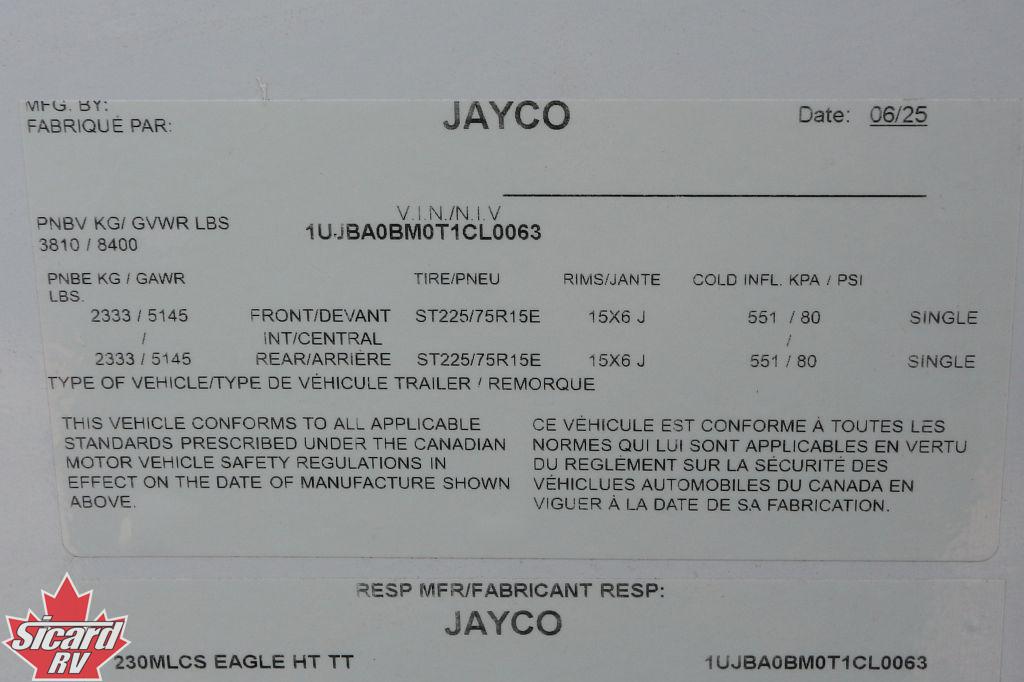 MFG. BY:
FABRIQUÉ PAR:
JAYCO
Date: 06/25
PNBV KG/ GVWR LBS
3810 / 8400
V.I.N./N.I.V
1UJBA0BM0T1CL0063
PNBE KG / GAWR LBS. TIRE/PNEU RIMS/JANTE COLD INFL. KPA / PSI
2333 / 5145 FRONT/DEVANT ST225/75R15E 15X6 J 551 / 80 SINGLE
/ INT/CENTRAL /
2333 / 5145 REAR/ARRIÈRE ST225/75R15E 15X6 J 551 / 80 SINGLE
TYPE OF VEHICLE/TYPE DE VÉHICULE TRAILER / REMORQUE
THIS VEHICLE CONFORMS TO ALL APPLICABLE
STANDARDS PRESCRIBED UNDER THE CANADIAN
MOTOR VEHICLE SAFETY REGULATIONS IN
EFFECT ON THE DATE OF MANUFACTURE SHOWN
ABOVE.
CE VÉHICULE EST CONFORME À TOUTES LES
NORMES QUI LUI SONT APPLICABLES EN VERTU
DU REGLÉMENT SUR LA SÉCURITÉ DES
VÉHICLUES AUTOMOBILES DU CANADA EN
VIGUER À LA DATE DE SA FABRICATION.
RESP MFR/FABRICANT RESP:
JAYCO
230MLCS EAGLE HT TT 1UJBA0BM0T1CL0063
Sicard
RV